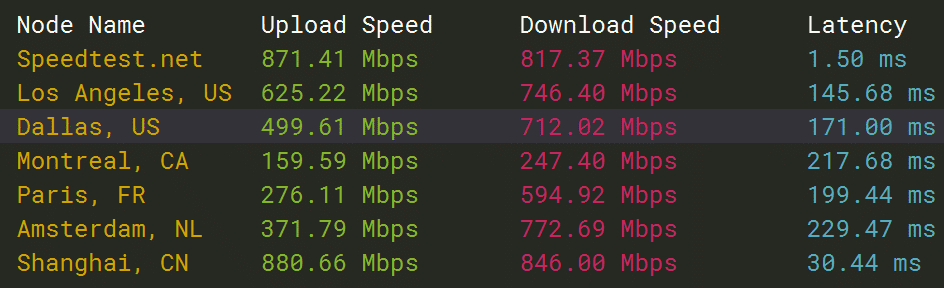 Node Name Upload Speed Download Speed Latency
Speedtest.net 871.41 Mbps 817.37 Mbps 1.50 ms
Los Angeles, US 625.22 Mbps 746.40 Mbps 145.68 ms
Dallas, US 499.61 Mbps 712.02 Mbps 171.00 ms
Montreal, CA 159.59 Mbps 247.40 Mbps 217.68 ms
Paris, FR 276.11 Mbps 594.92 Mbps 199.44 ms
Amsterdam, NL 371.79 Mbps 772.69 Mbps 229.47 ms
Shanghai, CN 880.66 Mbps 846.00 Mbps 30.44 ms